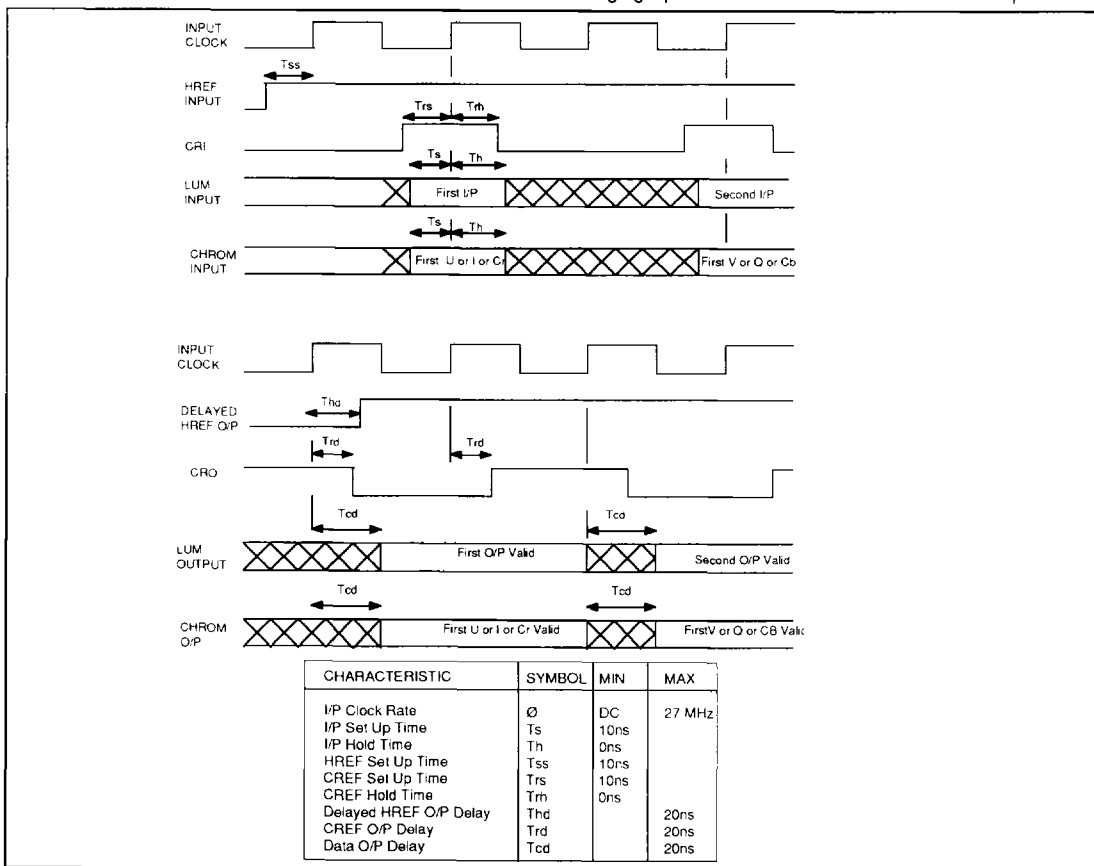 INPUT
CLOCK
Tss
HREF
INPUT
Trs Trh
CRI
Ts Th
LUM
INPUT
First I/P Second I/P
Ts Th
CHROM
INPUT
First U or I or Cr First V or Q or Cb
INPUT
CLOCK
Thd
DELAYED
HREF O/P
Trd Trd
CRO
Tcd Tcd
LUM
OUTPUT
First O/P Valid Second O/P Valid
Tcd Tcd
CHROM
O/P
First U or I or Cr Valid FirstV or Q or CB Valic
CHARACTERISTIC SYMBOL MIN MAX
I/P Clock Rate Ø DC 27 MHz
I/P Set Up Time Ts 10ns
I/P Hold Time Th 0ns
HREF Set Up Time Tss 10ns
CREF Set Up Time Trs 10ns
CREF Hold Time Trh 0ns
Delayed HREF O/P Delay Thd 20ns
CREF O/P Delay Trd 20ns
Data O/P Delay Tcd 20ns